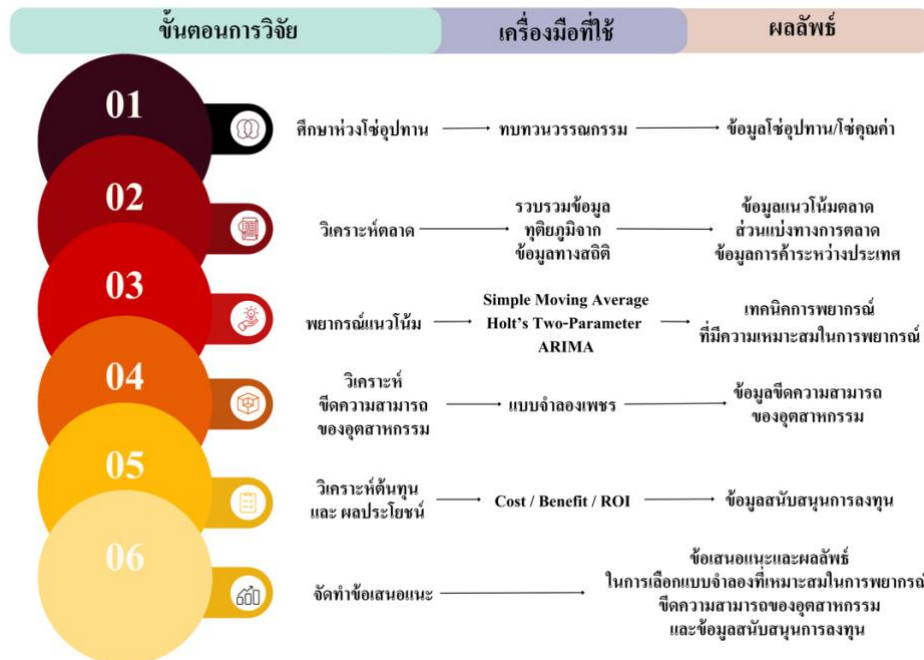 ขั้นตอนการวิจัย
เครื่องมือที่ใช้
ผลลัพธ์
01
ศึกษาห่วงโซ่อุปทาน
ทบทวนวรรณกรรม
ข้อมูลโซ่อุปทาน/โซ่คุณค่า
02
วิเคราะห์ตลาด
รวบรวมข้อมูล
ทุติยภูมิจาก
ข้อมูลทางสถิติ
ข้อมูลแนวโน้มตลาด
ส่วนแบ่งทางการตลาด
ข้อมูลการค้าระหว่างประเทศ
03
พยากรณ์แนวโน้ม
Simple Moving Average
Holt's Two-Parameter
ARIMA
เทคนิคการพยากรณ์
ที่มีความเหมาะสมในการพยากรณ์
04
วิเคราะห์
ขีดความสามารถ
ของอุตสาหกรรม
แบบจำลองเพชร
ข้อมูลขีดความสามารถ
ของอุตสาหกรรม
05
วิเคราะห์ต้นทุน
และ ผลประโยชน์
Cost / Benefit / ROI
ข้อมูลสนับสนุนการลงทุน
06
จัดทำข้อเสนอแนะ
ข้อเสนอแนะและผลลัพธ์
ในการเลือกแบบจำลองที่เหมาะสมในการพยากรณ์
ขีดความสามารถของอุตสาหกรรม
และข้อมูลสนับสนุนการลงทุน